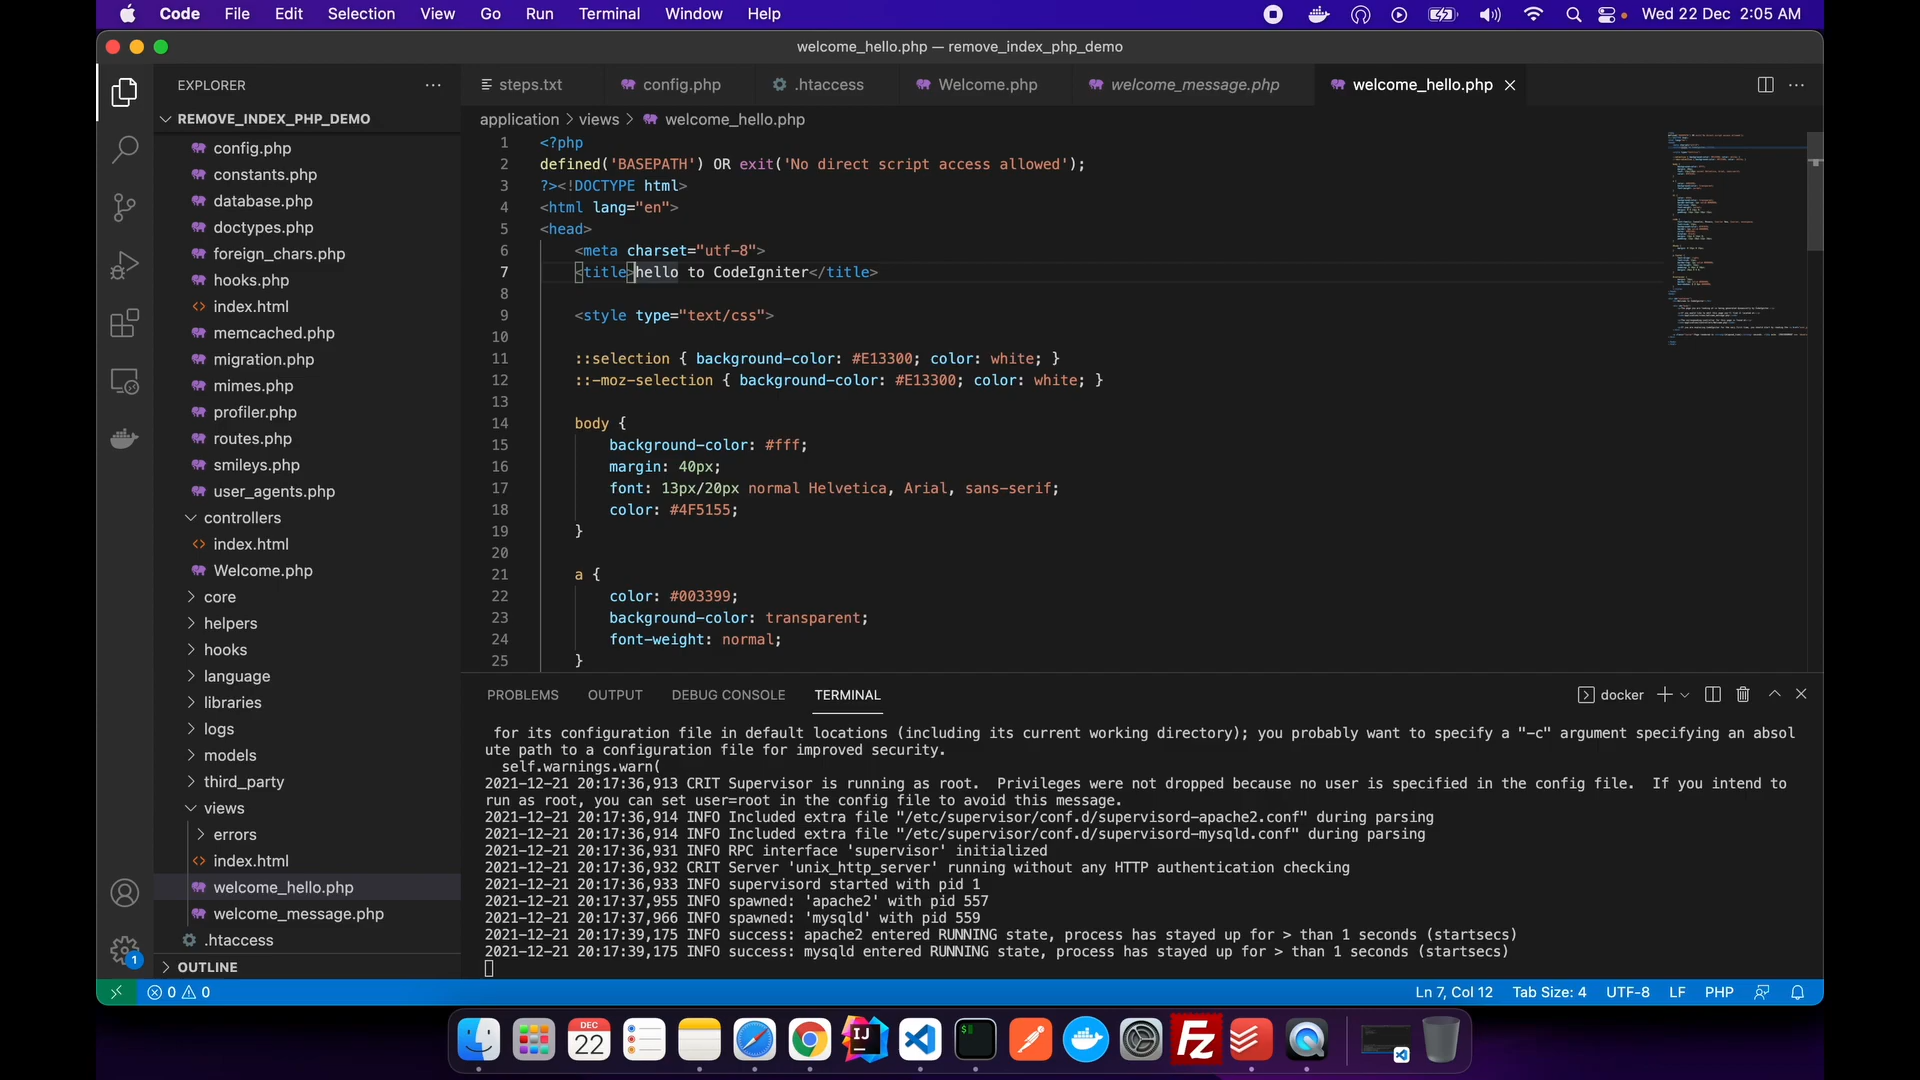 Code File Edit Selection View Go Run Terminal Window Help Wed 22 Dec 2:05 AM
welcome_hello.php — remove_index_php_demo
EXPLORER
steps.txt config.php .htaccess Welcome.php welcome_message.php welcome_hello.php
REMOVE_INDEX_PHP_DEMO
application > views > welcome_hello.php
config.php
constants.php
database.php
doctypes.php
foreign_chars.php
hooks.php
index.html
memcached.php
migration.php
mimes.php
profiler.php
routes.php
smileys.php
user_agents.php
controllers
index.html
Welcome.php
core
helpers
hooks
language
libraries
logs
models
third_party
views
errors
index.html
welcome_hello.php
welcome_message.php
.htaccess
OUTLINE
1 <?php
2 defined('BASEPATH') OR exit('No direct script access allowed');
3 ?><!DOCTYPE html>
4 <html lang="en">
5 <head>
6 <meta charset="utf-8">
7 <title>hello to CodeIgniter</title>
8
9 <style type="text/css">
10
11 ::selection { background-color: #E13300; color: white; }
12 ::-moz-selection { background-color: #E13300; color: white; }
13
14 body {
15 background-color: #fff;
16 margin: 40px;
17 font: 13px/20px normal Helvetica, Arial, sans-serif;
18 color: #4F5155;
19 }
20
21 a {
22 color: #003399;
23 background-color: transparent;
24 font-weight: normal;
25 }
PROBLEMS OUTPUT DEBUG CONSOLE TERMINAL docker
for its configuration file in default locations (including its current working directory); you probably want to specify a "-c" argument specifying an absol
ute path to a configuration file for improved security.
self.warnings.warn(
2021-12-21 20:17:36,913 CRIT Supervisor is running as root. Privileges were not dropped because no user is specified in the config file. If you intend to
run as root, you can set user=root in the config file to avoid this message.
2021-12-21 20:17:36,914 INFO Included extra file "/etc/supervisor/conf.d/supervisord-apache2.conf" during parsing
2021-12-21 20:17:36,914 INFO Included extra file "/etc/supervisor/conf.d/supervisord-mysqld.conf" during parsing
2021-12-21 20:17:36,931 INFO RPC interface 'supervisor' initialized
2021-12-21 20:17:36,932 CRIT Server 'unix_http_server' running without any HTTP authentication checking
2021-12-21 20:17:36,933 INFO supervisord started with pid 1
2021-12-21 20:17:37,955 INFO spawned: 'apache2' with pid 557
2021-12-21 20:17:37,966 INFO spawned: 'mysqld' with pid 559
2021-12-21 20:17:39,175 INFO success: apache2 entered RUNNING state, process has stayed up for > than 1 seconds (startsecs)
2021-12-21 20:17:39,175 INFO success: mysqld entered RUNNING state, process has stayed up for > than 1 seconds (startsecs)
1
0 0 Ln 7, Col 12 Tab Size: 4 UTF-8 LF PHP
DEC
22
IJ
$
Fz